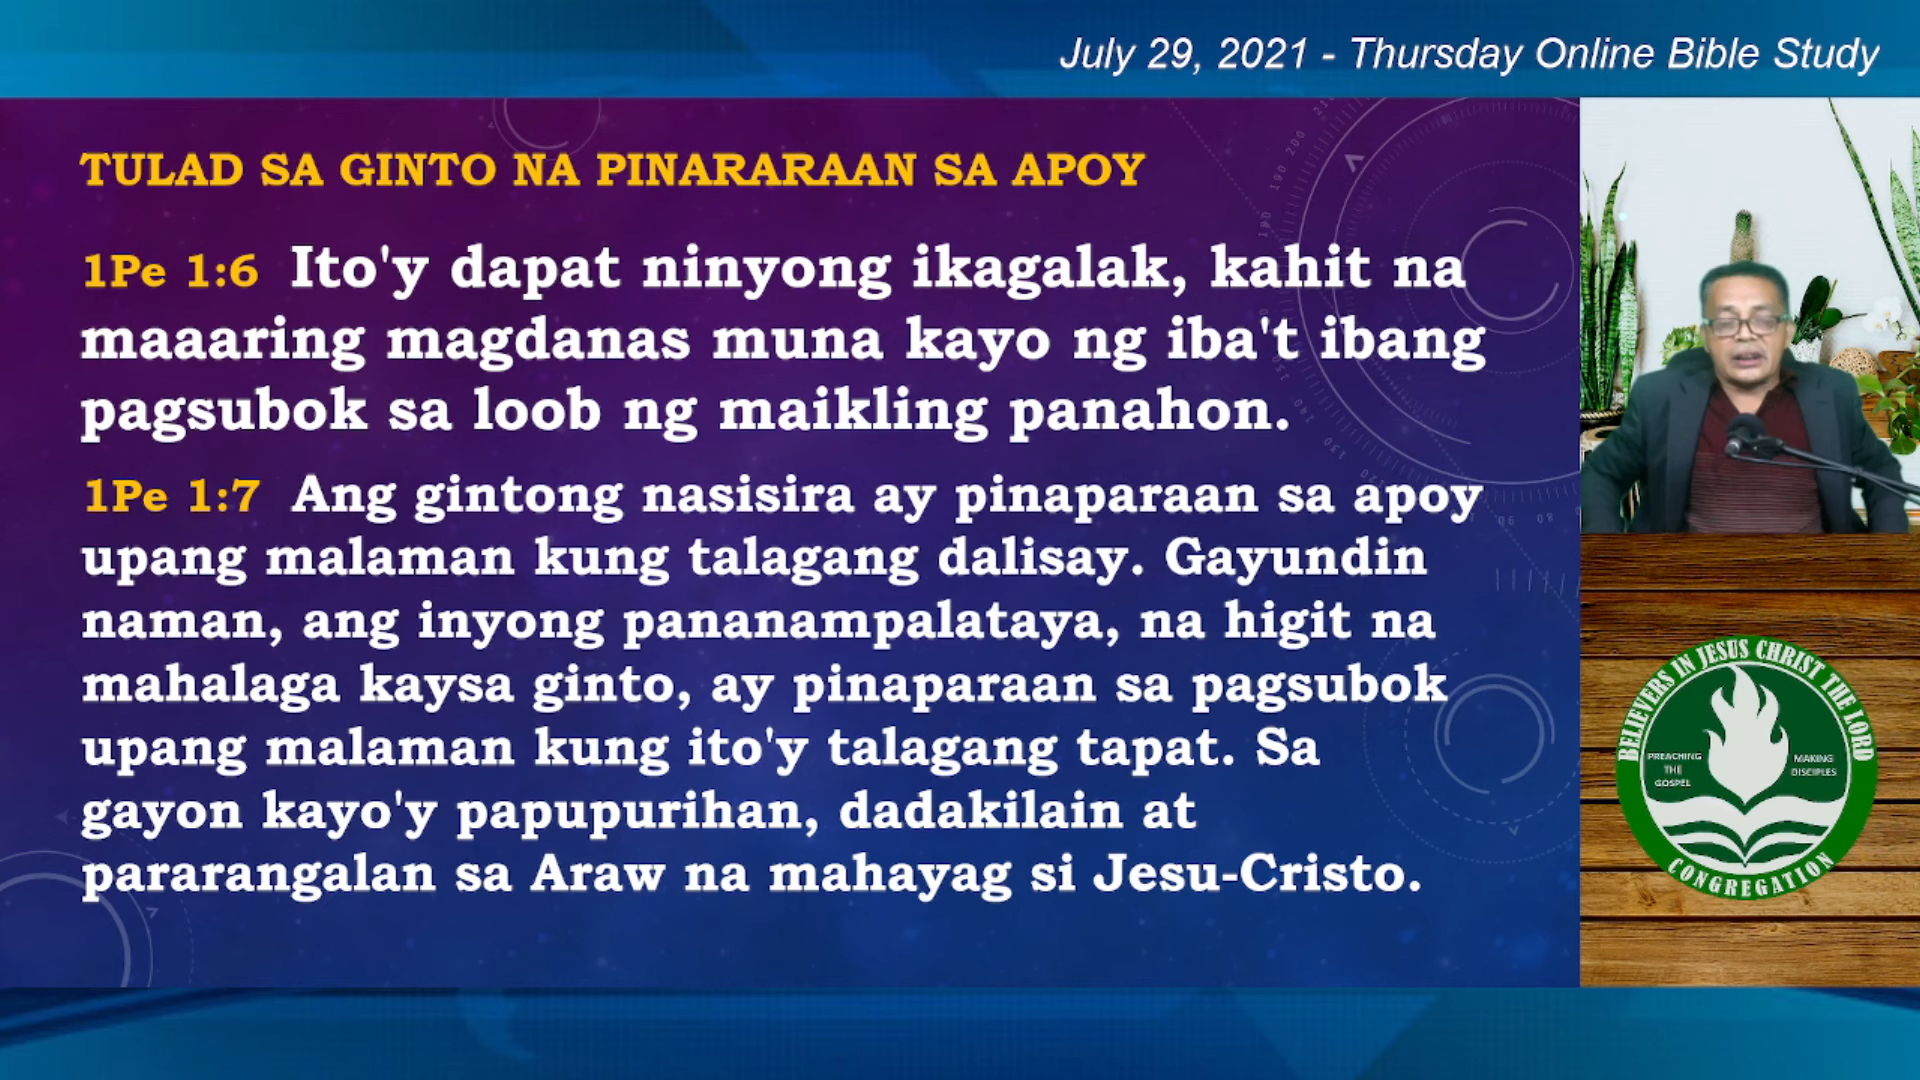 July 29, 2021 - Thursday Online Bible Study
TULAD SA GINTO NA PINARARAAN SA APOY
1Pe 1:6 Ito'y dapat ninyong ikagalak, kahit na
maaaring magdanas muna kayo ng iba't ibang
pagsubok sa loob ng maikling panahon.
1Pe 1:7 Ang gintong nasisira ay pinaparaan sa apoy
upang malaman kung talagang dalisay. Gayundin
naman, ang inyong pananampalataya, na higit na
mahalaga kaysa ginto, ay pinaparaan sa pagsubok
upang malaman kung ito'y talagang tapat. Sa
gayon kayo'y papupurihan, dadakilain at
pararangalan sa Araw na mahayag si Jesu-Cristo.
BELIEVERS IN JESUS CHRIST THE LORD
PREACHING
THE
GOSPEL
MAKING
DISCIPLES
CONGREGATION